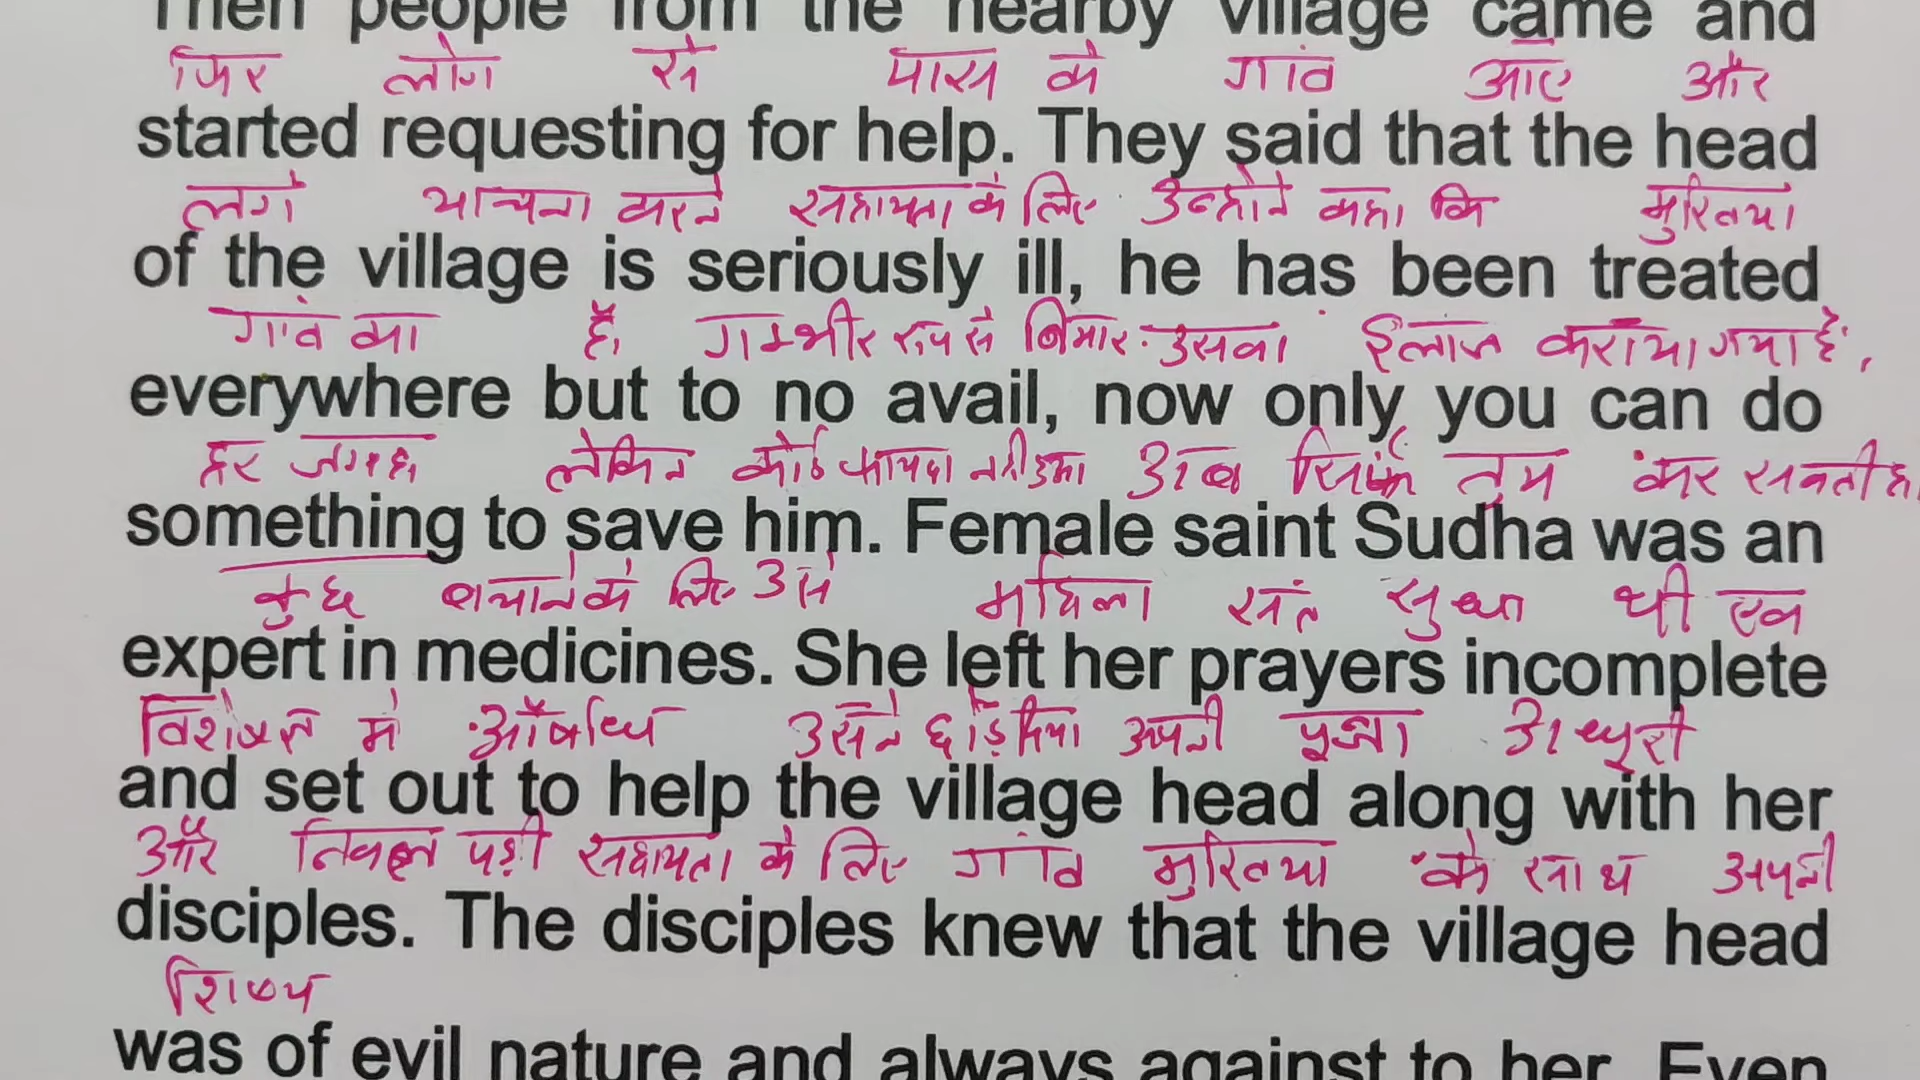 Then people from the nearby village came and
फिर लोग से पास के गांव आए और
started requesting for help. They said that the head
लगे याचना करने सहायता के लिए उन्होने कहा कि मुखिया
of the village is seriously ill, he has been treated
गांव का है, गम्भीर रूप से बिमार उसका ईलाज कराया गया है,
everywhere but to no avail, now only you can do
हर जगह लेकिन कोई फायदा नही हुआ अब सिर्फ तुम कर सकती हो
something to save him. Female saint Sudha was an
कुछ बचाने के लिए उसे महिला संत सुधा थी एक
expert in medicines. She left her prayers incomplete
विशेषज्ञ मे औषधि उसने छोड़ दिया अपनी पूजा अधूरी
and set out to help the village head along with her
और निकल पड़ी सहायता के लिए गांव मुखिया के साथ अपनी
disciples. The disciples knew that the village head
शिष्य
was of evil nature and always against to her. Even